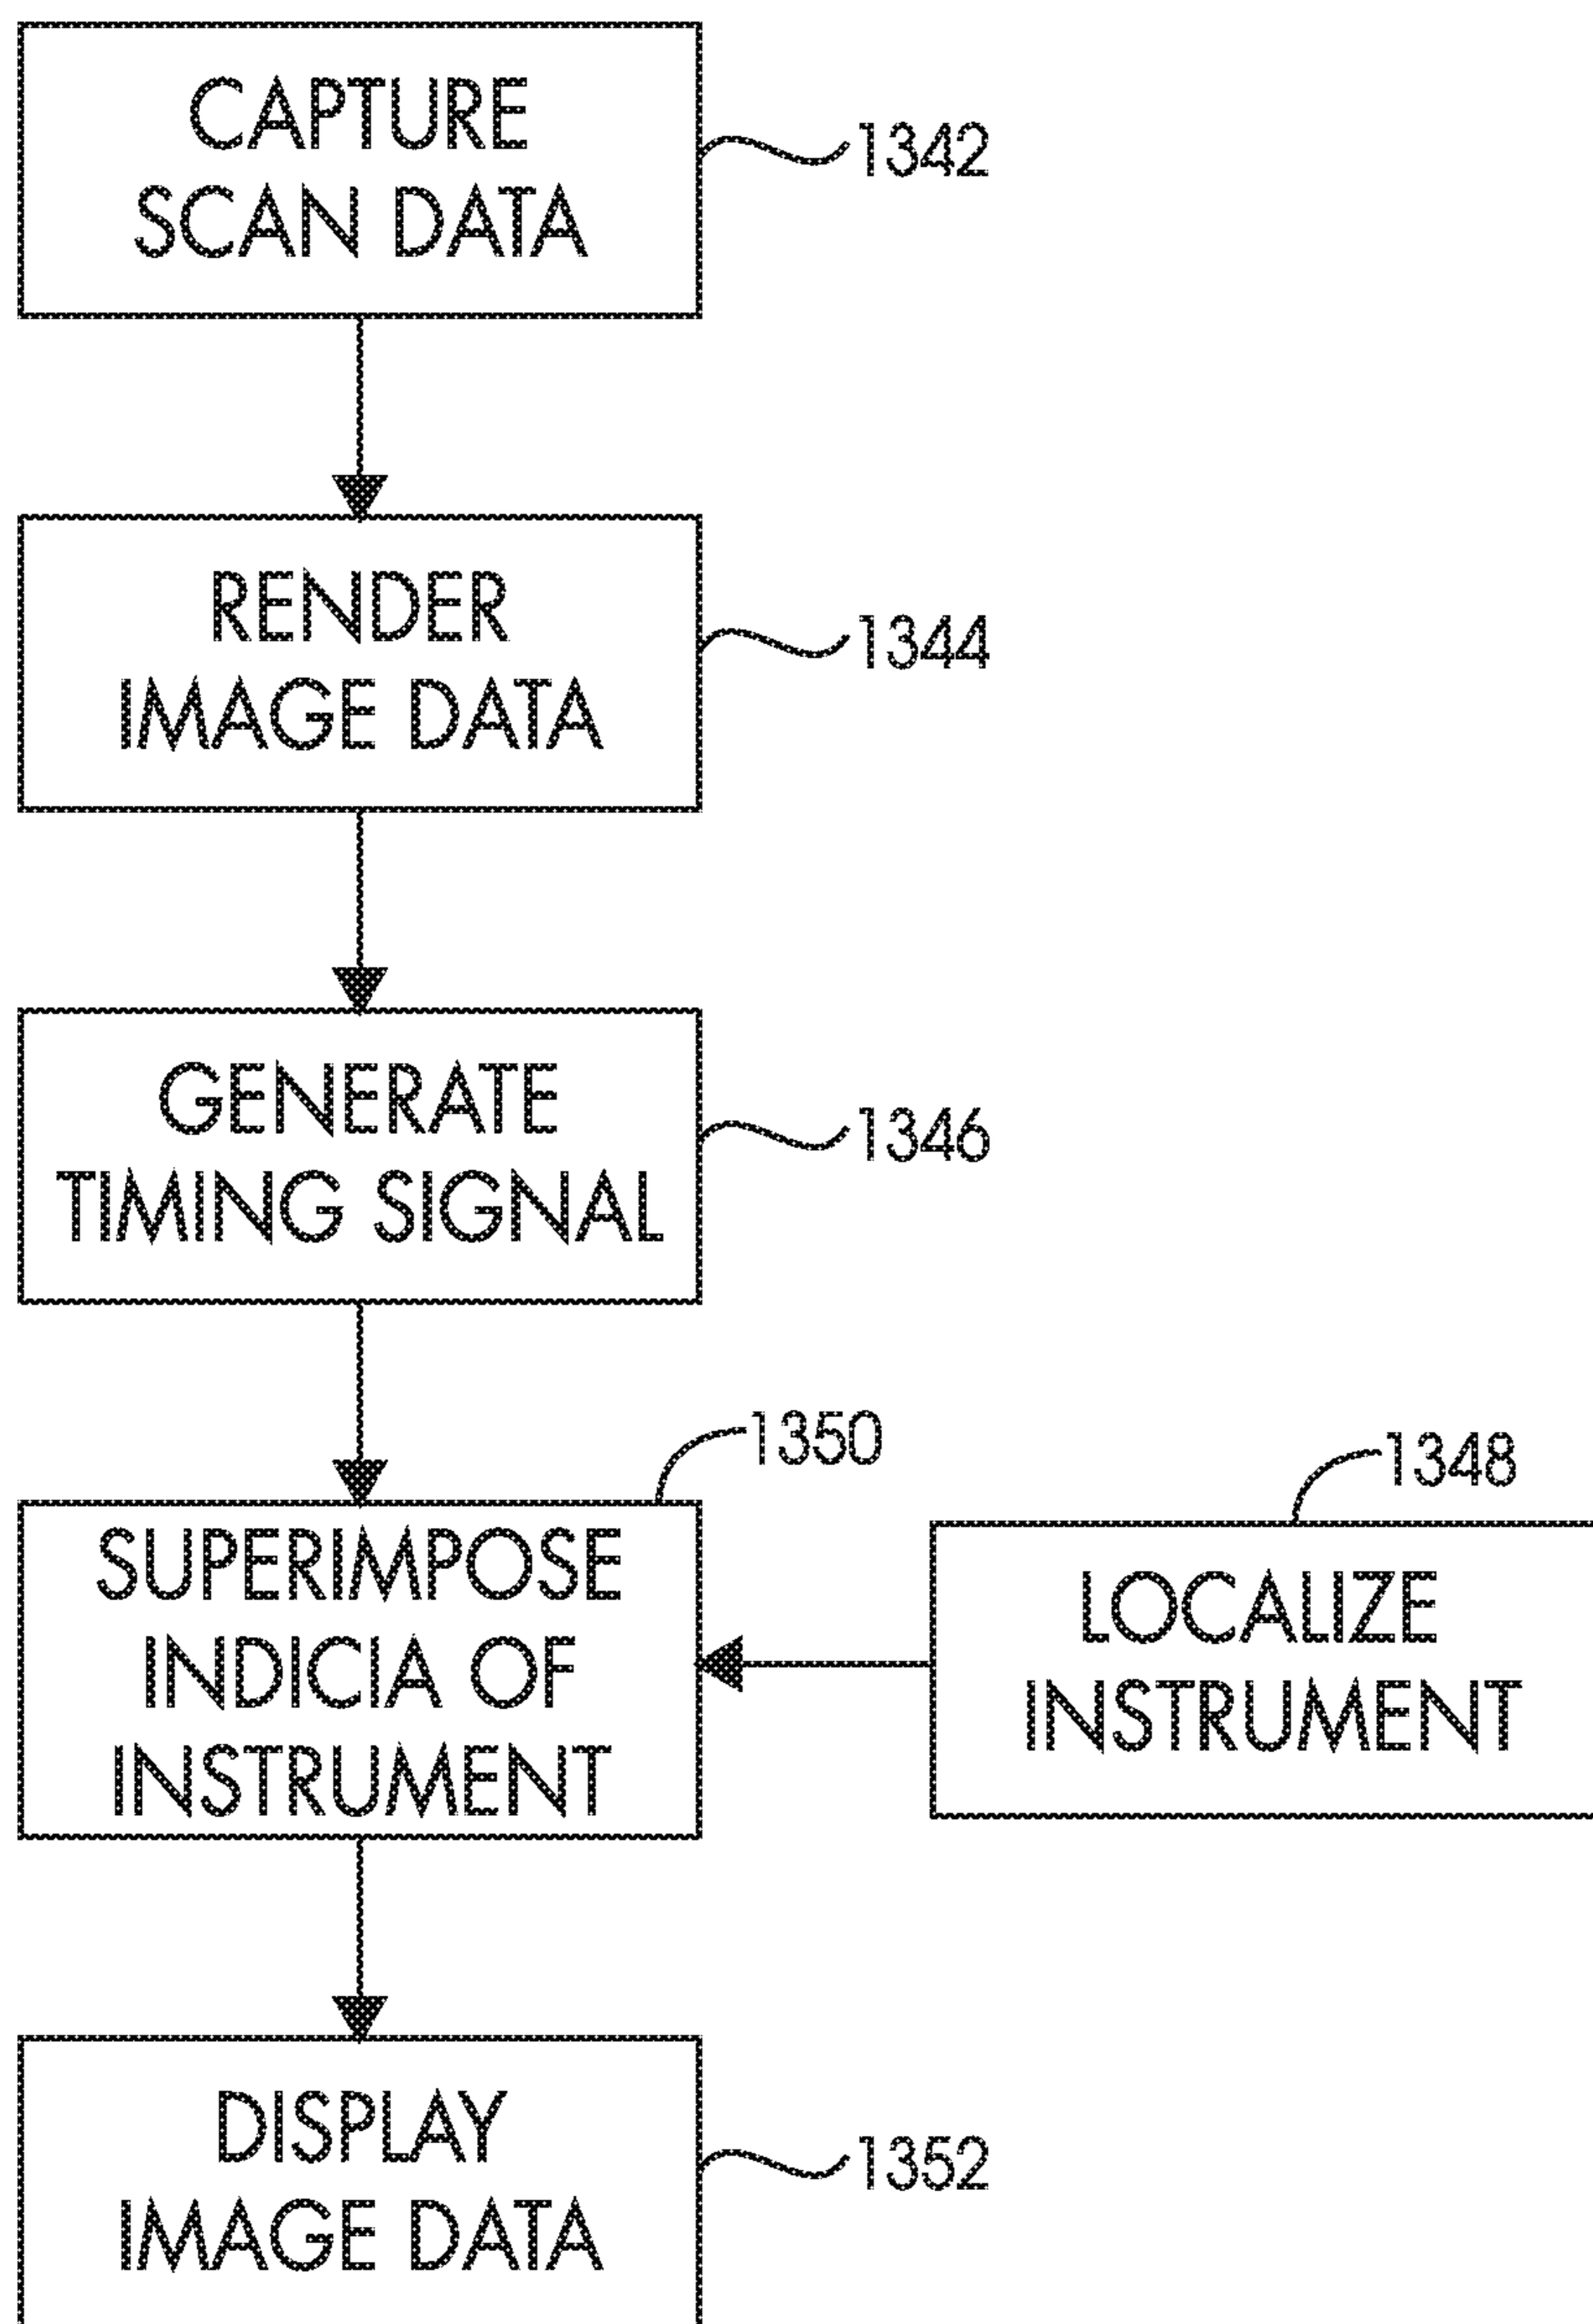 CAPTURE
SCAN DATA
1342
RENDER
IMAGE DATA
1344
GENERATE
TIMING SIGNAL
1346
1350
SUPERIMPOSE
INDICIA OF
INSTRUMENT
1348
LOCALIZE
INSTRUMENT
DISPLAY
IMAGE DATA
1352